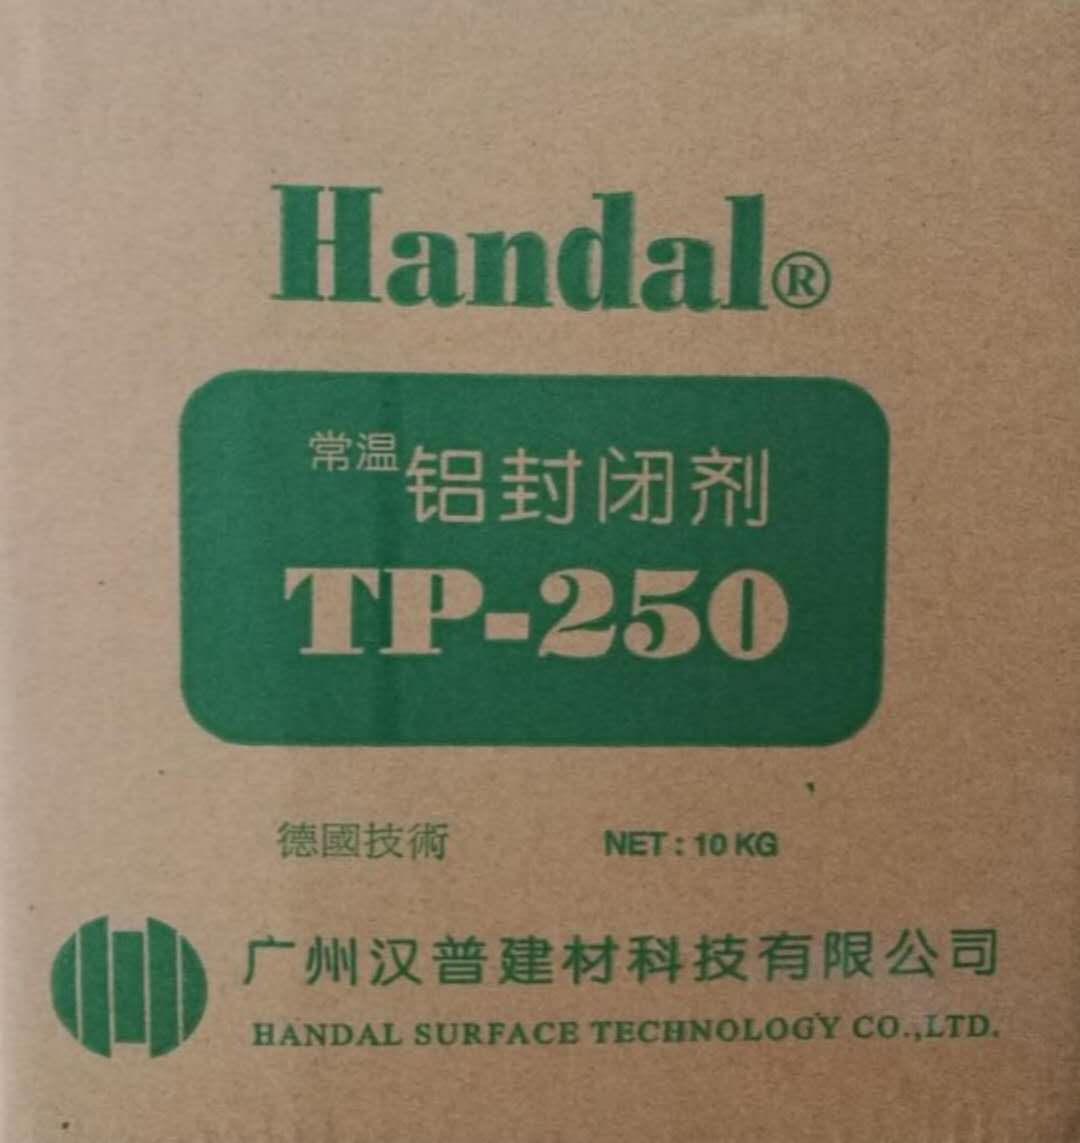 Handal®
常温铝封闭剂
TP-250
德國技術 NET : 10 KG
广州汉普建材科技有限公司
HANDAL SURFACE TECHNOLOGY CO.,LTD.